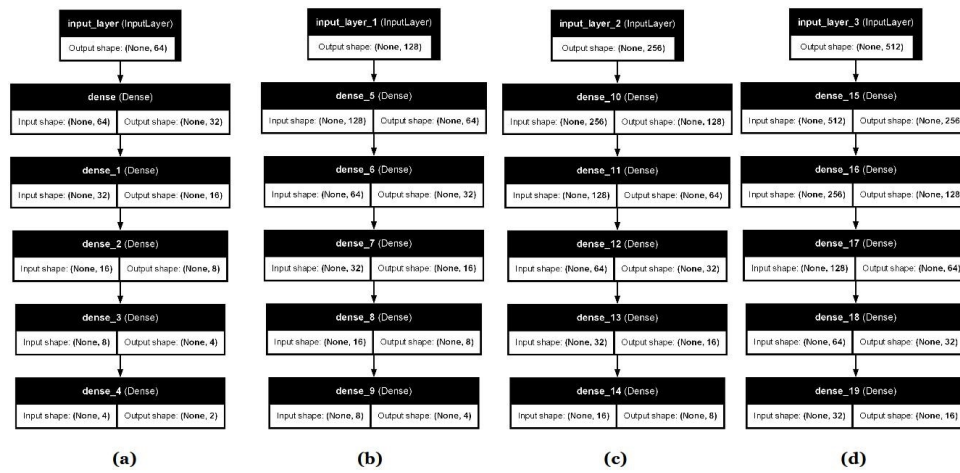 input_layer (InputLayer)
Output shape: (None, 64)
dense (Dense)
Input shape: (None, 64) Output shape: (None, 32)
dense_1 (Dense)
Input shape: (None, 32) Output shape: (None, 16)
dense_2 (Dense)
Input shape: (None, 16) Output shape: (None, 8)
dense_3 (Dense)
Input shape: (None, 8) Output shape: (None, 4)
dense_4 (Dense)
Input shape: (None, 4) Output shape: (None, 2)
(a)
input_layer_1 (InputLayer)
Output shape: (None, 128)
dense_5 (Dense)
Input shape: (None, 128) Output shape: (None, 64)
dense_6 (Dense)
Input shape: (None, 64) Output shape: (None, 32)
dense_7 (Dense)
Input shape: (None, 32) Output shape: (None, 16)
dense_8 (Dense)
Input shape: (None, 16) Output shape: (None, 8)
dense_9 (Dense)
Input shape: (None, 8) Output shape: (None, 4)
(b)
input_layer_2 (InputLayer)
Output shape: (None, 256)
dense_10 (Dense)
Input shape: (None, 256) Output shape: (None, 128)
dense_11 (Dense)
Input shape: (None, 128) Output shape: (None, 64)
dense_12 (Dense)
Input shape: (None, 64) Output shape: (None, 32)
dense_13 (Dense)
Input shape: (None, 32) Output shape: (None, 16)
dense_14 (Dense)
Input shape: (None, 16) Output shape: (None, 8)
(c)
input_layer_3 (InputLayer)
Output shape: (None, 512)
dense_15 (Dense)
Input shape: (None, 512) Output shape: (None, 256
dense_16 (Dense)
Input shape: (None, 256) Output shape: (None, 128
dense_17 (Dense)
Input shape: (None, 128) Output shape: (None, 64)
dense_18 (Dense)
Input shape: (None, 64) Output shape: (None, 32)
dense_19 (Dense)
Input shape: (None, 32) Output shape: (None, 16)
(d)